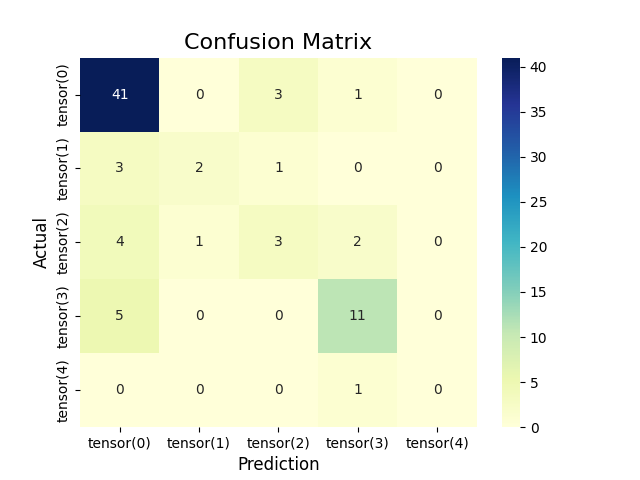 Confusion Matrix
tensor(0) 41 0 3 1 0
tensor(1) 3 2 1 0 0
tensor(2) 4 1 3 2 0
tensor(3) 5 0 0 11 0
tensor(4) 0 0 0 1 0
tensor(0) tensor(1) tensor(2) tensor(3) tensor(4)
Actual
Prediction
40
35
30
25
20
15
10
5
0